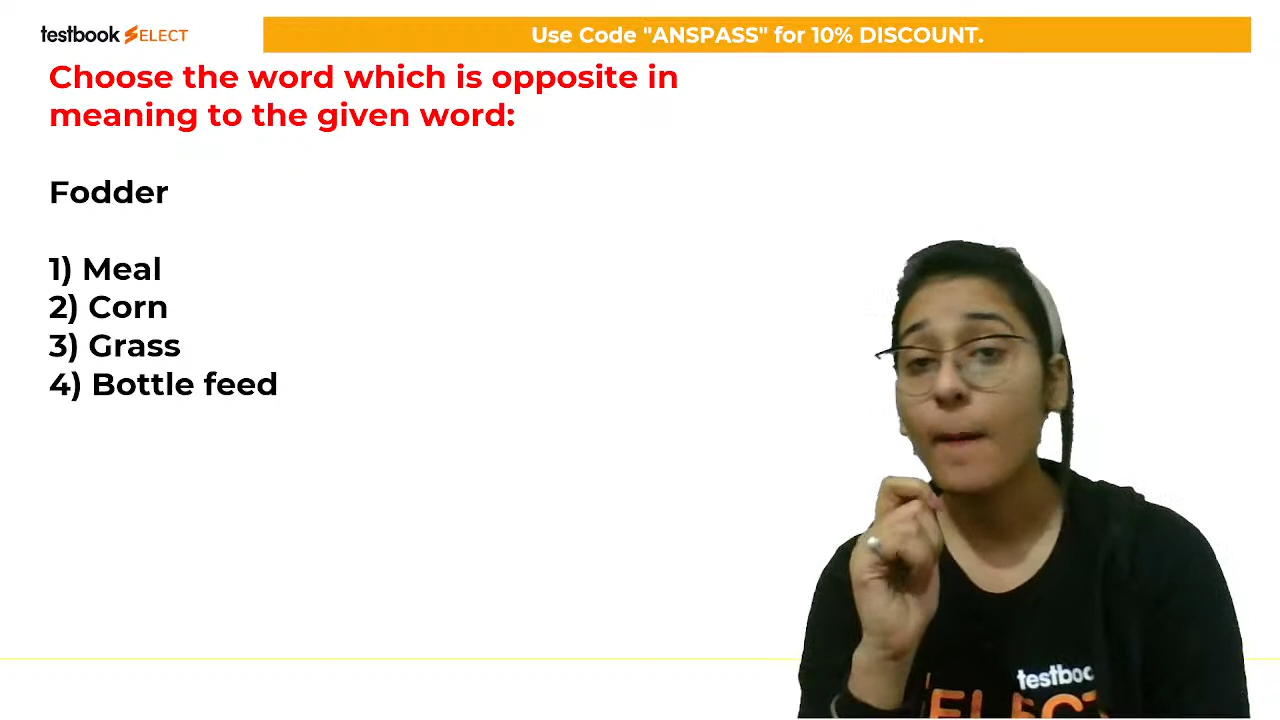 testbook SELECT
Use Code "ANSPASS" for 10% DISCOUNT.
Choose the word which is opposite in
meaning to the given word:
Fodder
1) Meal
2) Corn
3) Grass
4) Bottle feed
testboo
SELECT